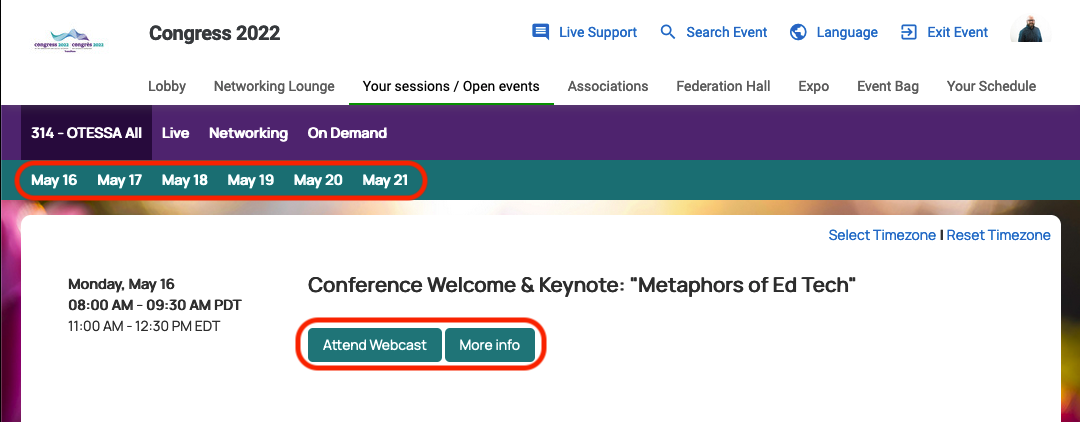 congress 2022 congrès 2022
Congress 2022
Live Support
Search Event
Language
Exit Event
Lobby
Networking Lounge
Your sessions / Open events
Associations
Federation Hall
Expo
Event Bag
Your Schedule
314 - OTESSA All
Live
Networking
On Demand
May 16
May 17
May 18
May 19
May 20
May 21
Select Timezone | Reset Timezone
Monday, May 16
08:00 AM - 09:30 AM PDT
11:00 AM - 12:30 PM EDT
Conference Welcome & Keynote: "Metaphors of Ed Tech"
Attend Webcast
More info